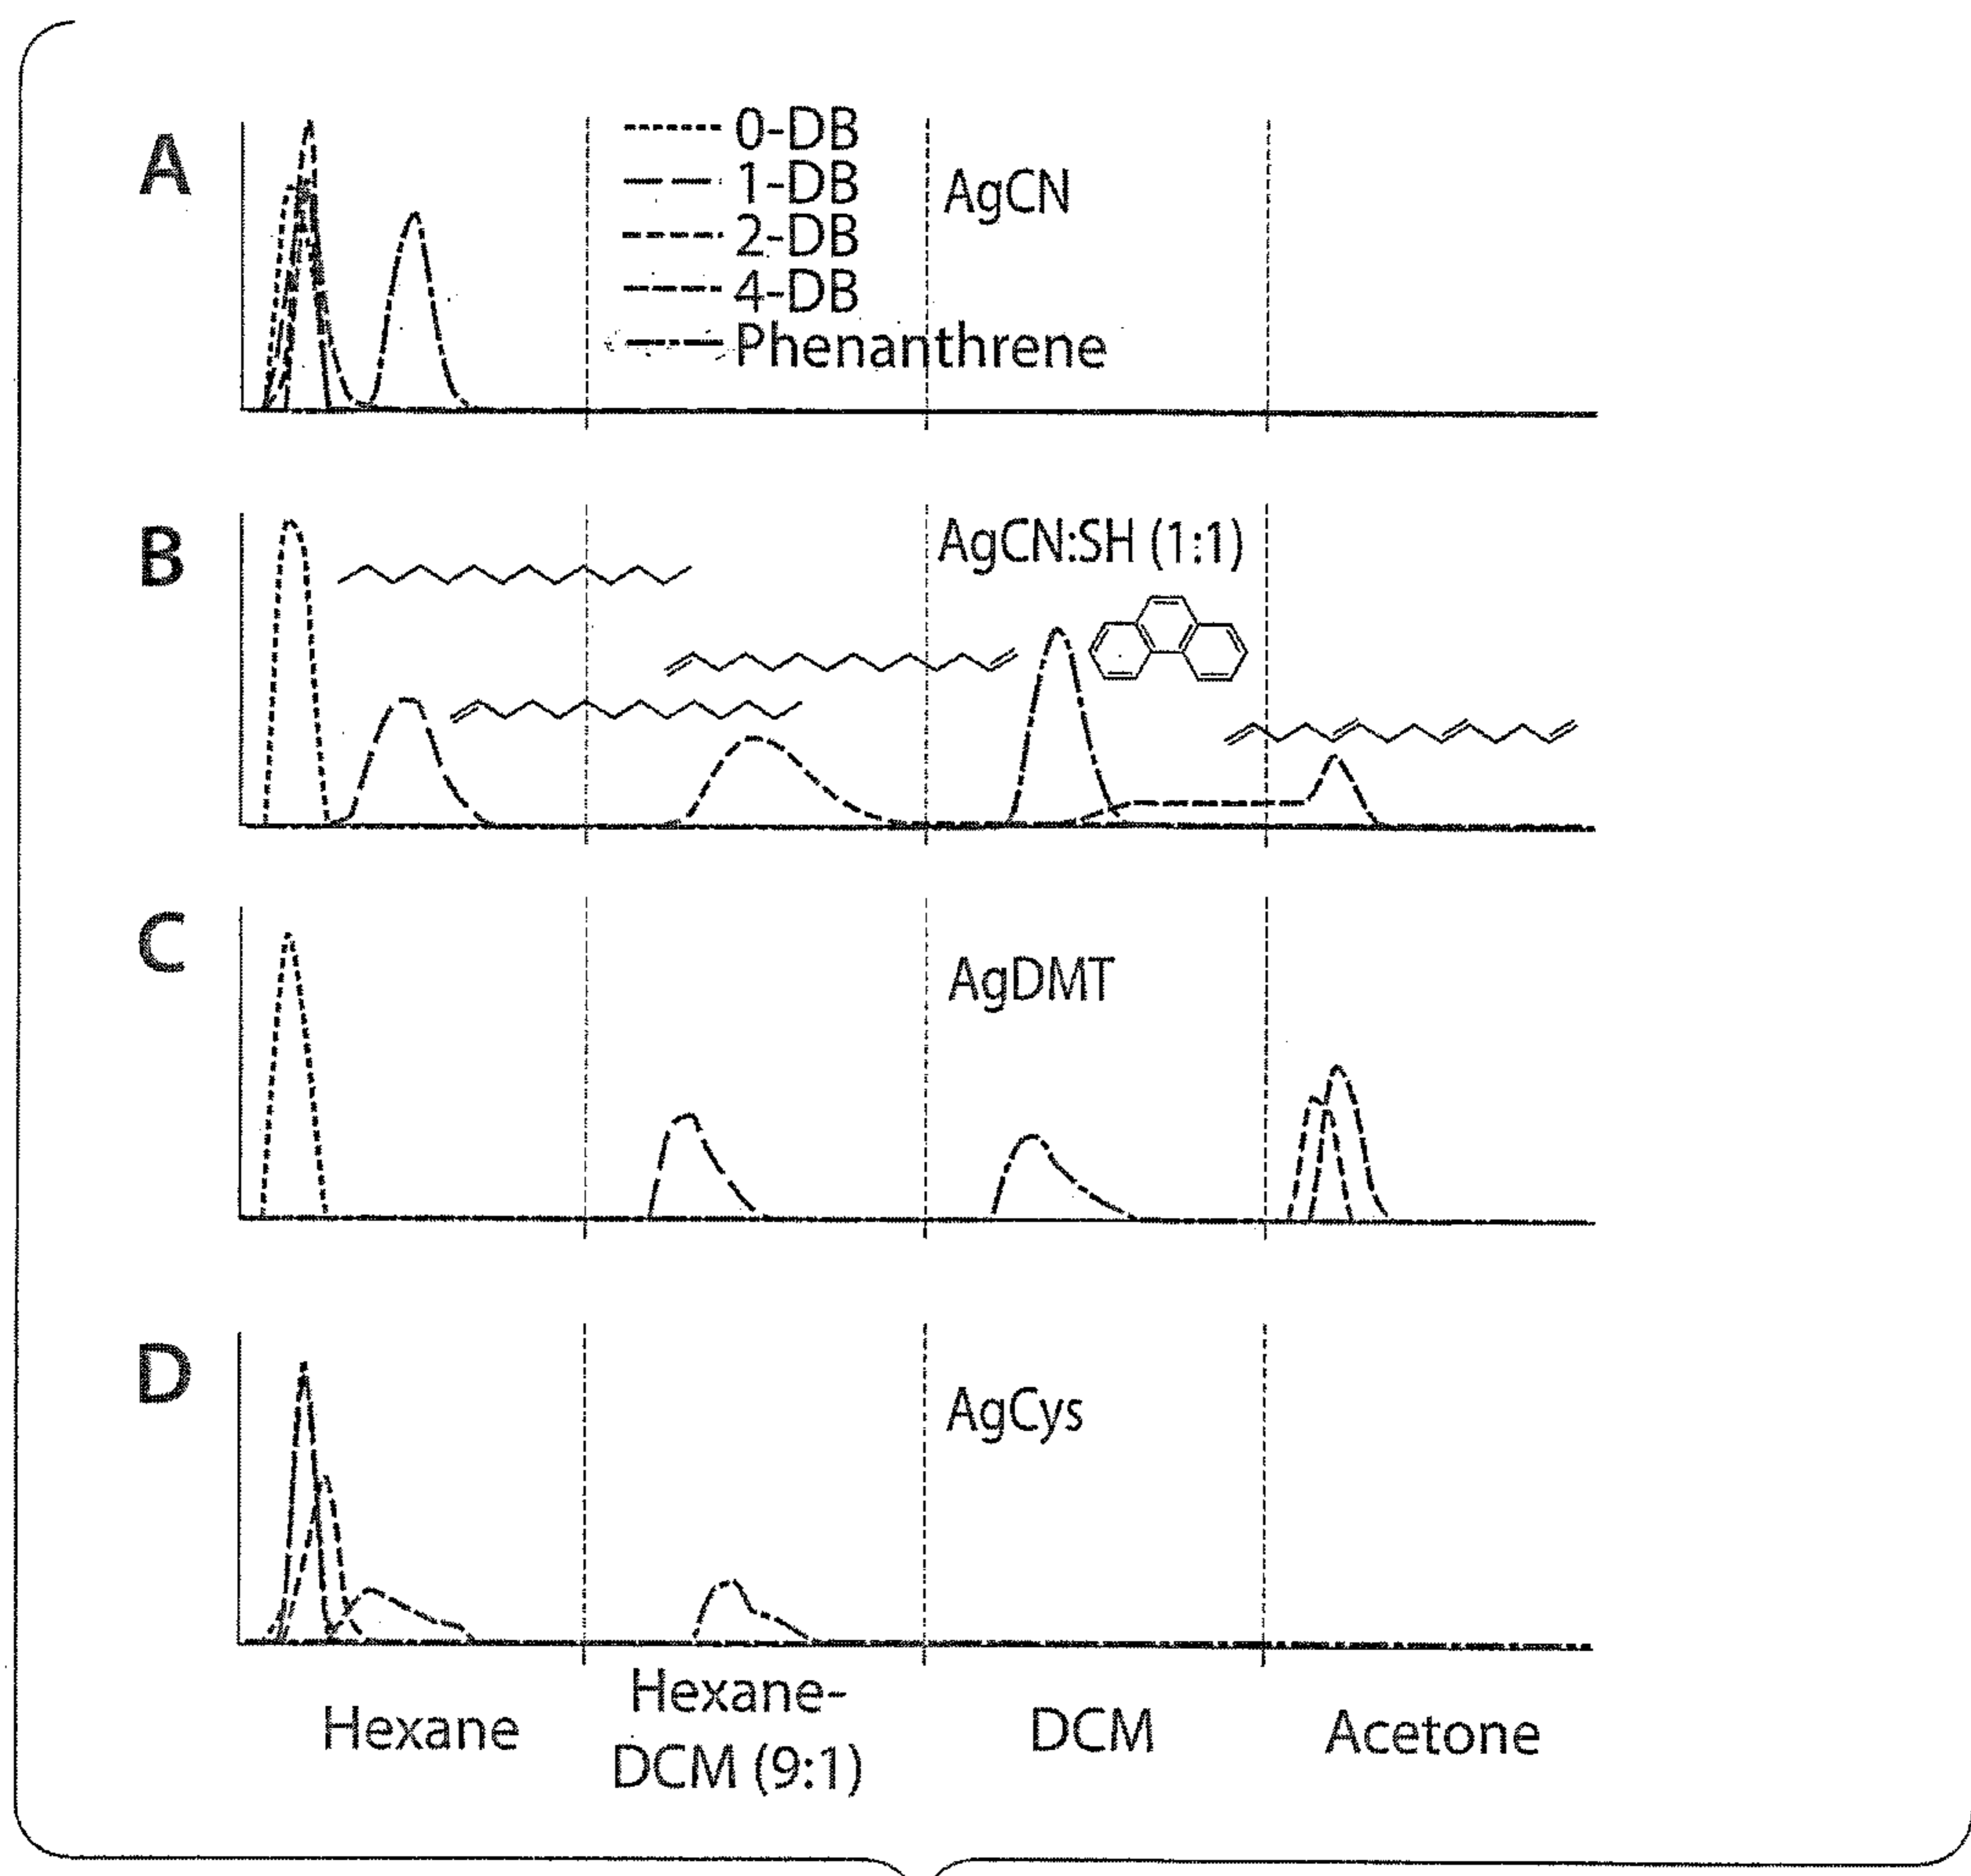 A
0-DB
1-DB
2-DB
4-DB
Phenanthrene
AgCN
B
AgCN:SH (1:1)
C
AgDMT
D
AgCys
Hexane
Hexane-
DCM (9:1)
DCM
Acetone